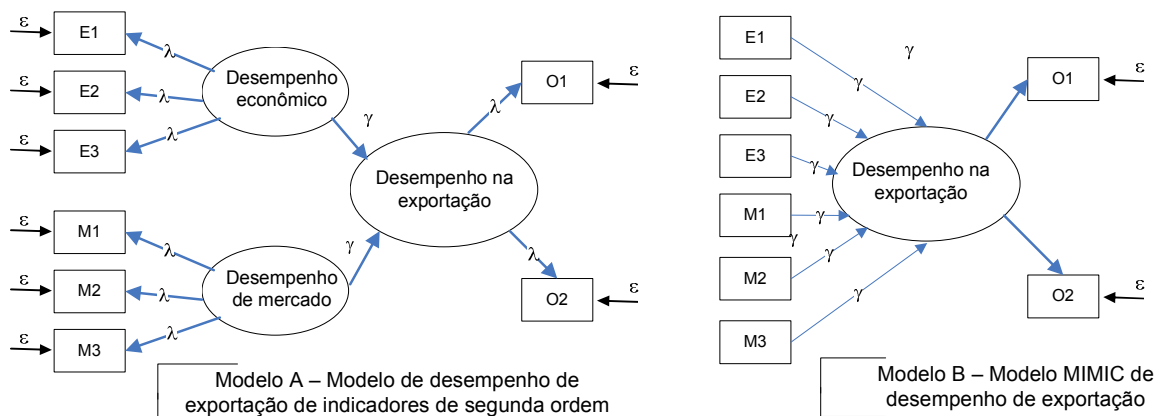 ε
E1
λ
ε
E2
λ
ε
E3
λ
Desempenho
econômico
γ
ε
M1
λ
ε
M2
λ
ε
M3
λ
Desempenho
de mercado
γ
Desempenho na
exportação
λ
O1
ε
λ
O2
ε
Modelo A – Modelo de desempenho de
exportação de indicadores de segunda ordem
E1
γ
γ
E2
γ
E3
γ
M1
γ
γ
M2
γ
M3
γ
Desempenho na
exportação
O1
ε
O2
ε
Modelo B – Modelo MIMIC de
desempenho de exportação